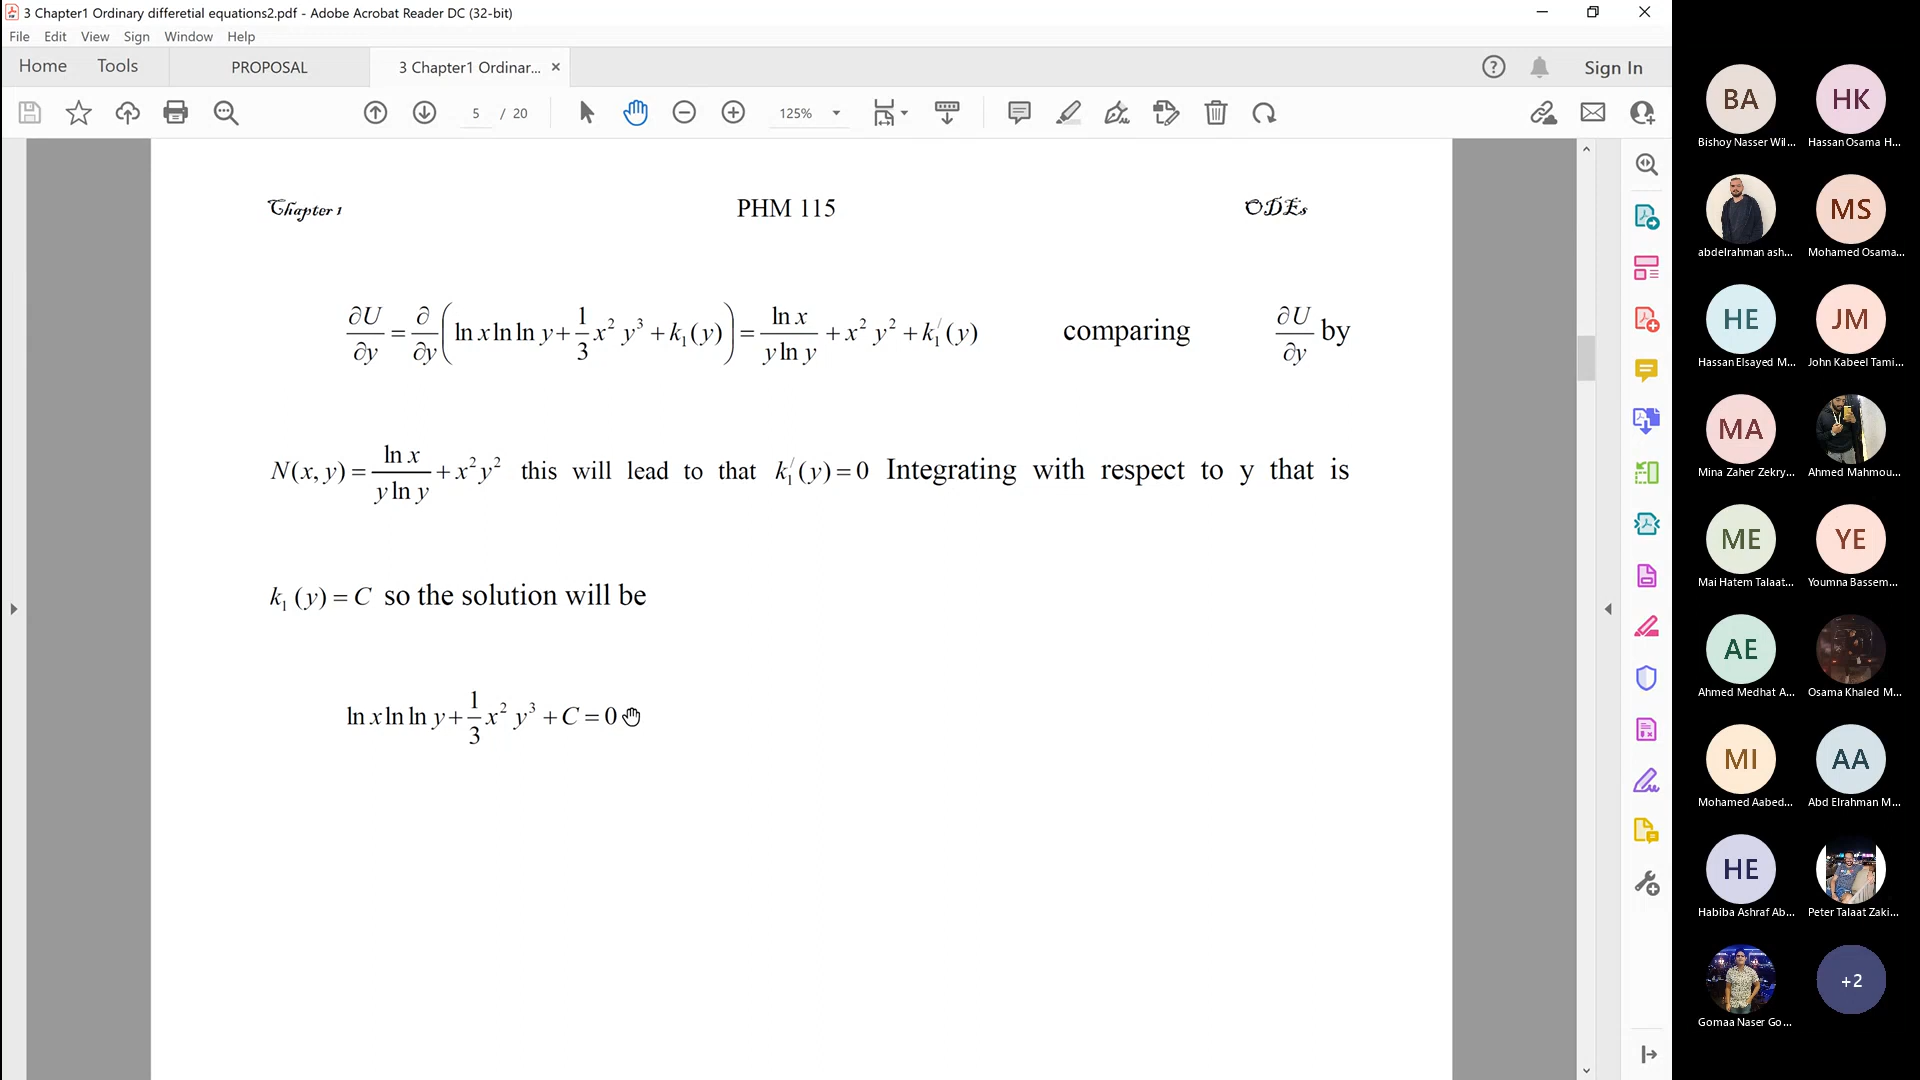 3 Chapter1 Ordinary differetial equations2.pdf - Adobe Acrobat Reader DC (32-bit)
File Edit View Sign Window Help
Home Tools PROPOSAL 3 Chapter1 Ordinar... × Sign In
5 / 20 125%
Chapter 1 PHM 115 ODEs
∂U/∂y = ∂/∂y (ln x ln ln y + 1/3 x² y³ + k₁(y)) = ln x / (y ln y) + x² y² + k₁′(y) comparing ∂U/∂y by
N(x, y) = ln x / (y ln y) + x²y² this will lead to that k₁′(y) = 0 Integrating with respect to y that is
k₁ (y) = C so the solution will be
ln x ln ln y + 1/3 x² y³ + C = 0
BA HK
Bishoy Nasser Wil... Hassan Osama H...
MS
abdelrahman ash... Mohamed Osama...
HE JM
Hassan Elsayed M... John Kabeel Tami...
MA
Mina Zaher Zekry... Ahmed Mahmou...
ME YE
Mai Hatem Talaat... Youmna Bassem...
AE
Ahmed Medhat A... Osama Khaled M...
MI AA
Mohamed Aabed... Abd Elrahman M...
HE
Habiba Ashraf Ab... Peter Talaat Zaki...
+2
Gomaa Naser Go...